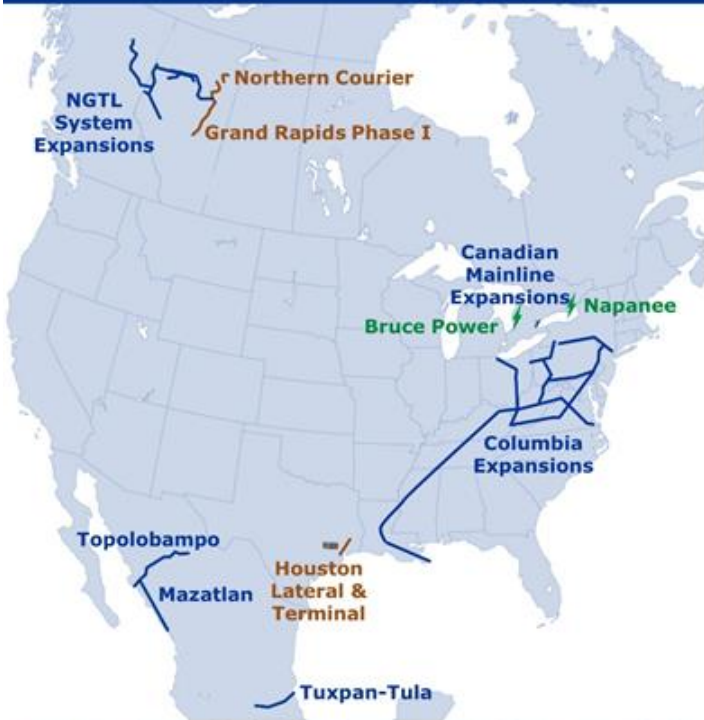 Northern Courier
NGTL
System
Expansions
Grand Rapids Phase I
Canadian
Mainline
Expansions
Napanee
Bruce Power
Columbia
Expansions
Topolobampo
Mazatlan
Houston
Lateral &
Terminal
Tuxpan-Tula